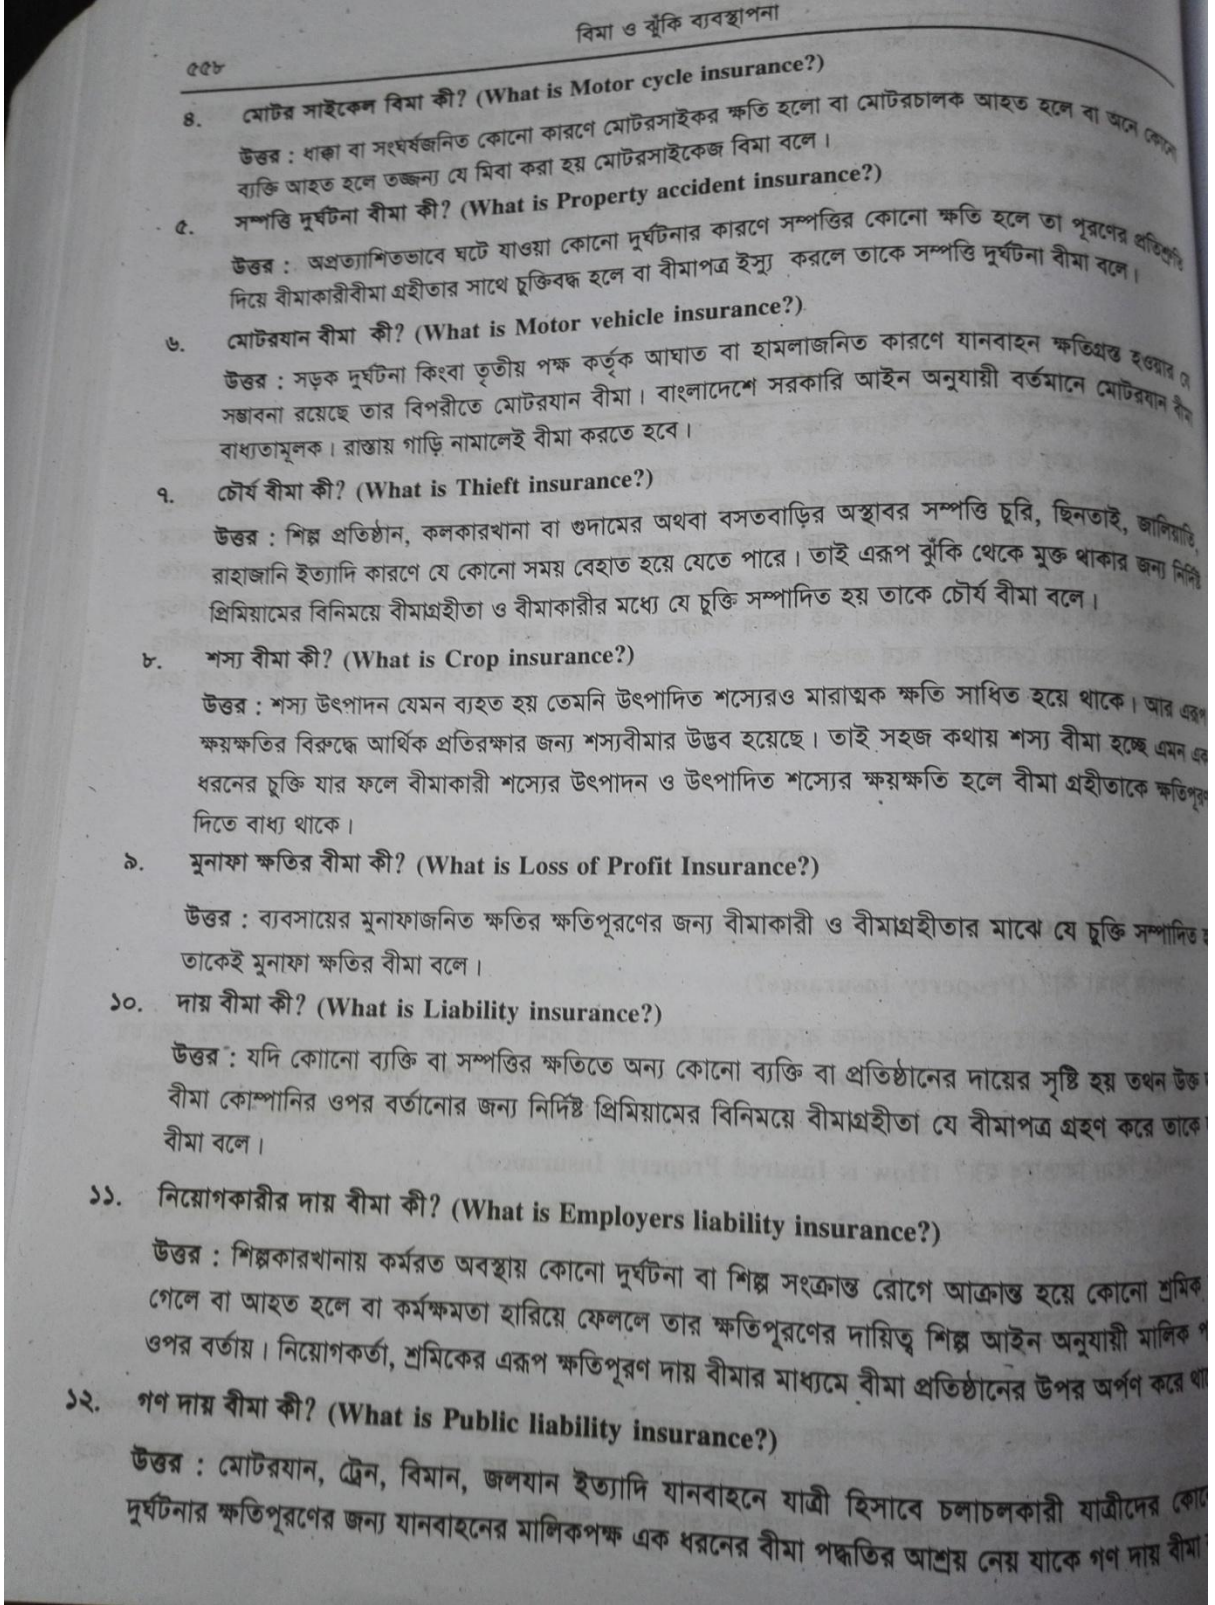 বিমা ও ঝুঁকি ব্যবস্থাপনা
৫৫৮
৪. মোটর সাইকেল বিমা কী? (What is Motor cycle insurance?)
উত্তর : ধাক্কা বা সংঘর্ষজনিত কোনো কারণে মোটরসাইকর ক্ষতি হলো বা মোটরচালক আহত হলে বা অন্যে কোনো
ব্যক্তি আহত হলে তজ্জন্য যে মিবা করা হয় মোটরসাইকেজ বিমা বলে।
৫. সম্পত্তি দূর্ঘটনা বীমা কী? (What is Property accident insurance?)
উত্তর : অপ্রত্যাশিতভাবে ঘটে যাওয়া কোনো দুর্ঘটনার কারণে সম্পত্তির কোনো ক্ষতি হলে তা পূরণের প্রতিশ্রুতি
দিয়ে বীমাকারীবীমা গ্রহীতার সাথে চুক্তিবদ্ধ হলে বা বীমাপত্র ইস্যু করলে তাকে সম্পত্তি দুর্ঘটনা বীমা বলে।
৬. মোটরযান বীমা কী? (What is Motor vehicle insurance?)
উত্তর : সড়ক দুর্ঘটনা কিংবা তৃতীয় পক্ষ কর্তৃক আঘাত বা হামলাজনিত কারণে যানবাহন ক্ষতিগ্রস্ত হওয়ার
সম্ভাবনা রয়েছে তার বিপরীতে মোটরযান বীমা। বাংলাদেশে সরকারি আইন অনুযায়ী বর্তমানে মোটরযান বীমা
বাধ্যতামূলক। রাস্তায় গাড়ি নামালেই বীমা করতে হবে।
৭. চৌর্য বীমা কী? (What is Thieft insurance?)
উত্তর : শিল্প প্রতিষ্ঠান, কলকারখানা বা গুদামের অথবা বসতবাড়ির অস্থাবর সম্পত্তি চুরি, ছিনতাই, জালিয়াতি,
রাহাজানি ইত্যাদি কারণে যে কোনো সময় বেহাত হয়ে যেতে পারে। তাই এরূপ ঝুঁকি থেকে মুক্ত থাকার জন্য নির্দিষ্ট
প্রিমিয়ামের বিনিময়ে বীমাগ্রহীতা ও বীমাকারীর মধ্যে যে চুক্তি সম্পাদিত হয় তাকে চৌর্য বীমা বলে।
৮. শস্য বীমা কী? (What is Crop insurance?)
উত্তর : শস্য উৎপাদন যেমন ব্যহত হয় তেমনি উৎপাদিত শস্যেরও মারাত্মক ক্ষতি সাধিত হয়ে থাকে। আর এরূপ
ক্ষয়ক্ষতির বিরুদ্ধে আর্থিক প্রতিরক্ষার জন্য শস্যবীমার উদ্ভব হয়েছে। তাই সহজ কথায় শস্য বীমা হচ্ছে এমন এক
ধরনের চুক্তি যার ফলে বীমাকারী শস্যের উৎপাদন ও উৎপাদিত শস্যের ক্ষয়ক্ষতি হলে বীমা গ্রহীতাকে ক্ষতিপূরণ
দিতে বাধ্য থাকে।
৯. মুনাফা ক্ষতির বীমা কী? (What is Loss of Profit Insurance?)
উত্তর : ব্যবসায়ের মুনাফাজনিত ক্ষতির ক্ষতিপূরণের জন্য বীমাকারী ও বীমাগ্রহীতার মাঝে যে চুক্তি সম্পাদিত
তাকেই মুনাফা ক্ষতির বীমা বলে।
১০. দায় বীমা কী? (What is Liability insurance?)
উত্তর : যদি কোানো ব্যক্তি বা সম্পত্তির ক্ষতিতে অন্য কোনো ব্যক্তি বা প্রতিষ্ঠানের দায়ের সৃষ্টি হয় তখন উক্ত
বীমা কোম্পানির ওপর বর্তানোর জন্য নির্দিষ্ট প্রিমিয়ামের বিনিময়ে বীমাগ্রহীতা যে বীমাপত্র গ্রহণ করে তাকে
বীমা বলে।
১১. নিয়োগকারীর দায় বীমা কী? (What is Employers liability insurance?)
উত্তর : শিল্পকারখানায় কর্মরত অবস্থায় কোনো দুর্ঘটনা বা শিল্প সংক্রান্ত রোগে আক্রান্ত হয়ে কোনো শ্রমিক
গেলে বা আহত হলে বা কর্মক্ষমতা হারিয়ে ফেললে তার ক্ষতিপূরণের দায়িত্ব শিল্প আইন অনুযায়ী মালিক
ওপর বর্তায়। নিয়োগকর্তা, শ্রমিকের এরূপ ক্ষতিপূরণ দায় বীমার মাধ্যমে বীমা প্রতিষ্ঠানের উপর অর্পণ করে
১২. গণ দায় বীমা কী? (What is Public liability insurance?)
উত্তর : মোটরযান, ট্রেন, বিমান, জলযান ইত্যাদি যানবাহনে যাত্রী হিসাবে চলাচলকারী যাত্রীদের
দুর্ঘটনার ক্ষতিপূরণের জন্য যানবাহনের মালিকপক্ষ এক ধরনের বীমা পদ্ধতির আশ্রয় নেয় যাকে গণ দায় বীমা